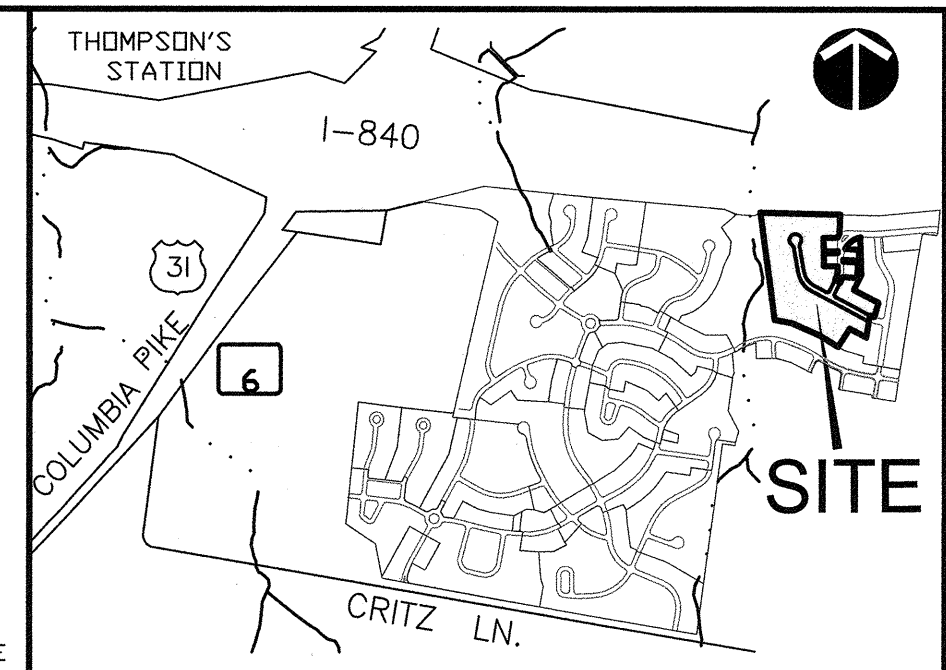 THOMPSON'S
STATION
I-840
31
COLUMBIA PIKE
6
SITE
CRITZ LN.
E